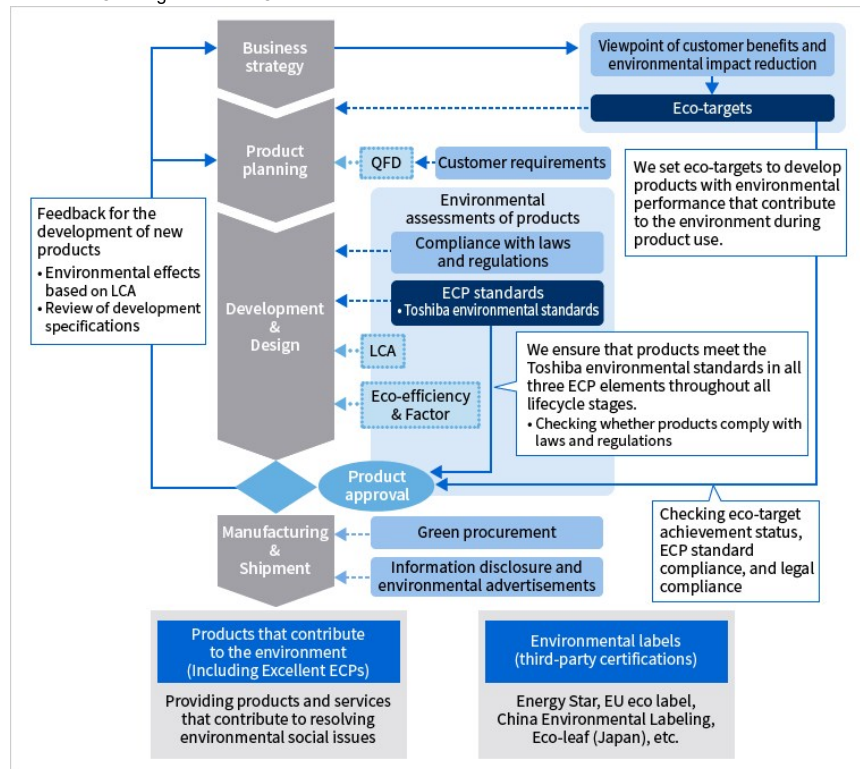 Business
strategy
Viewpoint of customer benefits and
environmental impact reduction
Eco-targets
Product
planning
QFD
Customer requirements
We set eco-targets to develop
products with environmental
performance that contribute
to the environment during
product use.
Feedback for the
development of new
products
• Environmental effects
based on LCA
• Review of development
specifications
Environmental
assessments of products
Compliance with laws
and regulations
ECP standards
• Toshiba environmental standards
Development
&
Design
LCA
Eco-efficiency
& Factor
We ensure that products meet the
Toshiba environmental standards in all
three ECP elements throughout all
lifecycle stages.
• Checking whether products comply with
laws and regulations
Product
approval
Checking eco-target
achievement status,
ECP standard
compliance, and legal
compliance
Manufacturing
&
Shipment
Green procurement
Information disclosure and
environmental advertisements
Products that contribute
to the environment
(Including Excellent ECPs)
Providing products and services
that contribute to resolving
environmental social issues
Environmental labels
(third-party certifications)
Energy Star, EU eco label,
China Environmental Labeling,
Eco-leaf (Japan), etc.